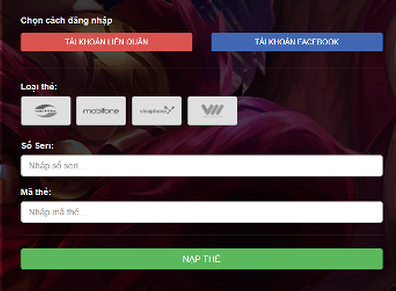 Chọn cách đăng nhập
TÀI KHOẢN LIÊN QUÂN
TÀI KHOẢN FACEBOOK
Loại thẻ:
viettel
mobifone
vinaphone
Số Seri:
Nhập số seri
Mã thẻ:
Nhập mã thẻ
NẠP THẺ